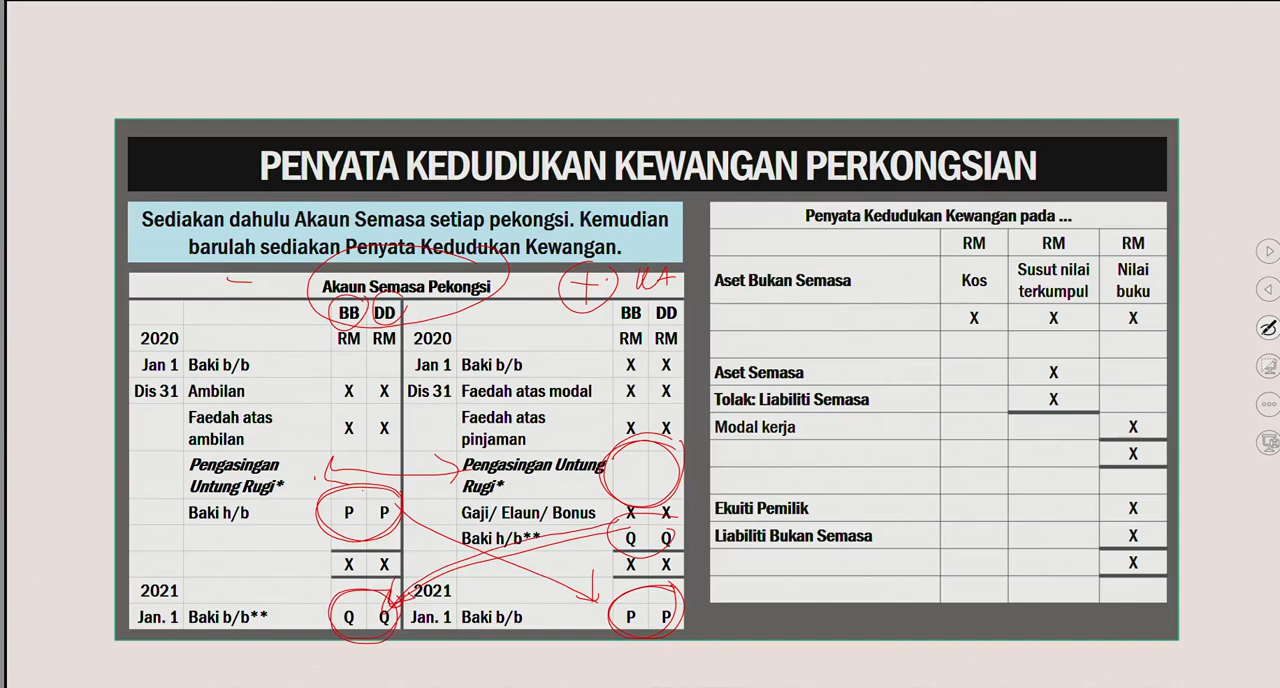 PENYATA KEDUDUKAN KEWANGAN PERKONGSIAN
Sediakan dahulu Akaun Semasa setiap pekongsi. Kemudian
barulah sediakan Penyata Kedudukan Kewangan.
Akaun Semasa Pekongsi
BB DD BB DD
2020 RM RM 2020 RM RM
Jan 1 Baki b/b Jan 1 Baki b/b X X
Dis 31 Ambilan X X Dis 31 Faedah atas modal X X
Faedah atas ambilan X X Faedah atas pinjaman X X
Pengasingan Untung Rugi* Pengasingan Untung Rugi*
Baki h/b P P Gaji/ Elaun/ Bonus X X
Baki h/b** Q Q
X X X X
2021 2021
Jan. 1 Baki b/b** Q Q Jan. 1 Baki b/b P P
Penyata Kedudukan Kewangan pada ...
RM RM RM
Aset Bukan Semasa Kos Susut nilai terkumpul Nilai buku
X X X
Aset Semasa X
Tolak: Liabiliti Semasa X
Modal kerja X
X
Ekuiti Pemilik X
Liabiliti Bukan Semasa X
X